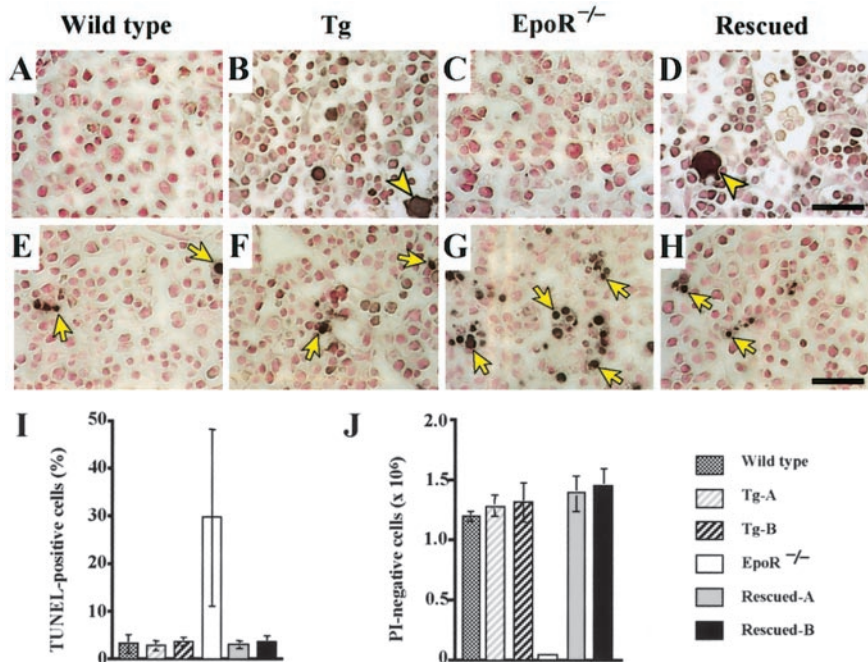 Wild type Tg EpoR −/− Rescued
A B C D
E F G H
I J
50
40
30
20
10
0
TUNEL-positive cells (%)
2.0
1.5
1.0
0.5
0
PI-negative cells (x 10⁶)
Wild type
Tg-A
Tg-B
EpoR −/−
Rescued-A
Rescued-B